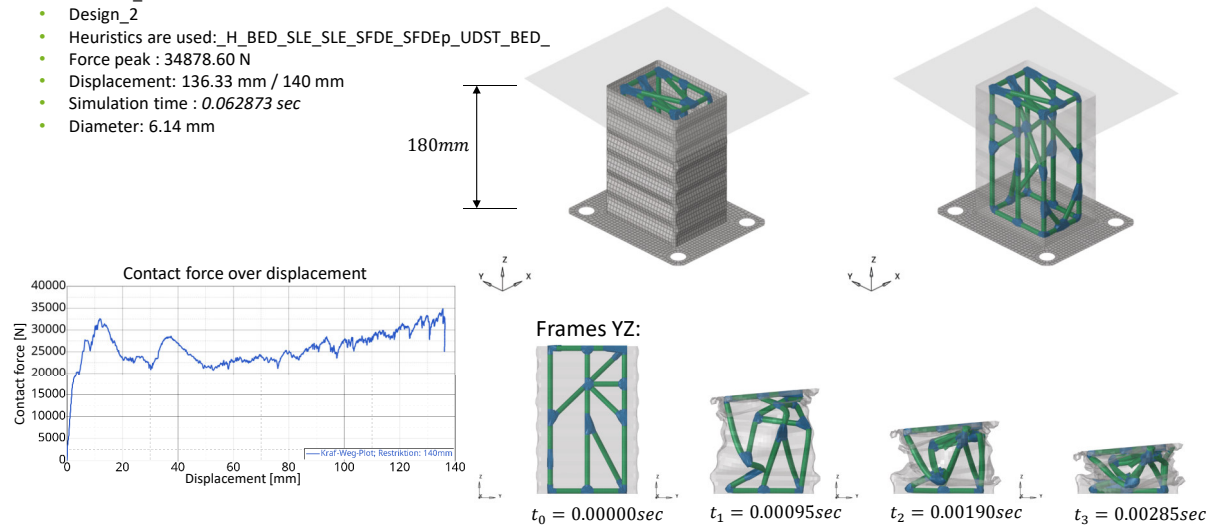 • Design_2
• Heuristics are used:_H_BED_SLE_SLE_SFDE_SFDEp_UDST_BED_
• Force peak : 34878.60 N
• Displacement: 136.33 mm / 140 mm
• Simulation time : 0.062873 sec
• Diameter: 6.14 mm
180mm
Z
Y
X
Z
Y
X
Contact force over displacement
Contact force [N]
40000
35000
30000
25000
20000
15000
10000
5000
0
0 20 40 60 80 100 120 140
Kraf-Weg-Plot; Restriktion: 140mm
Displacement [mm]
Frames YZ:
t₀ = 0.00000sec
t₁ = 0.00095sec
t₂ = 0.00190sec
t₃ = 0.00285sec